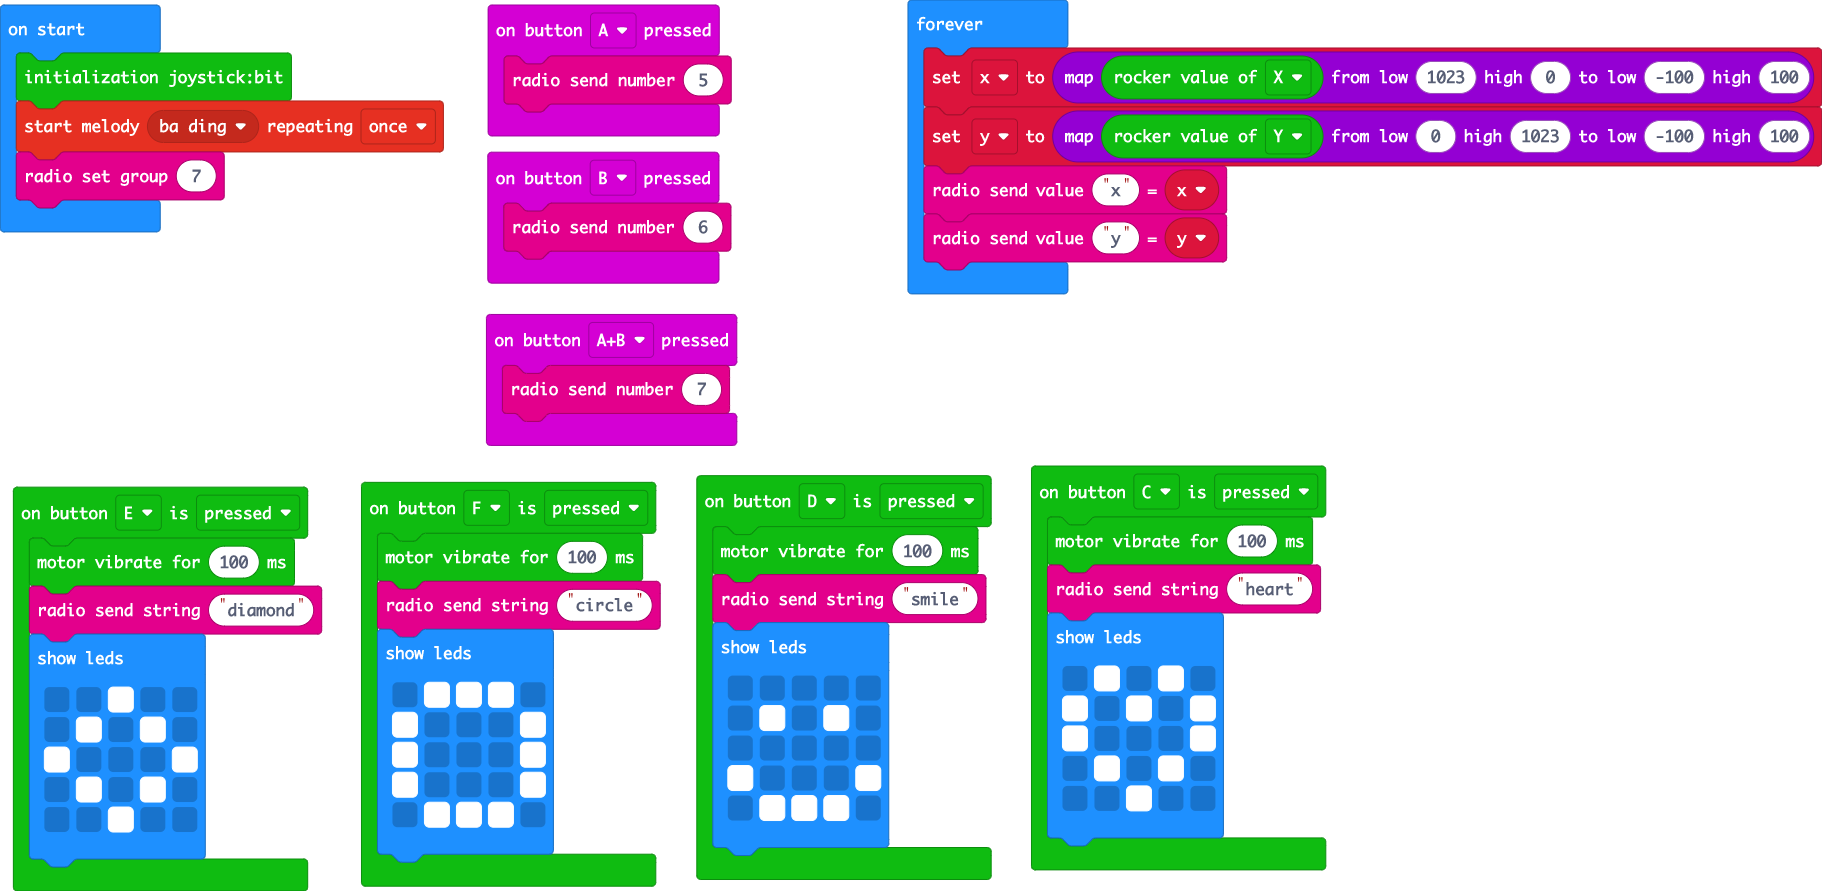 on start
initialization joystick:bit
start melody ba ding repeating once
radio set group 7
on button A pressed
radio send number 5
on button B pressed
radio send number 6
on button A+B pressed
radio send number 7
forever
set x to map rocker value of X from low 1023 high 0 to low -100 high 100
set y to map rocker value of Y from low 0 high 1023 to low -100 high 100
radio send value "x" = x
radio send value "y" = y
on button E is pressed
motor vibrate for 100 ms
radio send string "diamond"
show leds
on button F is pressed
motor vibrate for 100 ms
radio send string "circle"
show leds
on button D is pressed
motor vibrate for 100 ms
radio send string "smile"
show leds
on button C is pressed
motor vibrate for 100 ms
radio send string "heart"
show leds